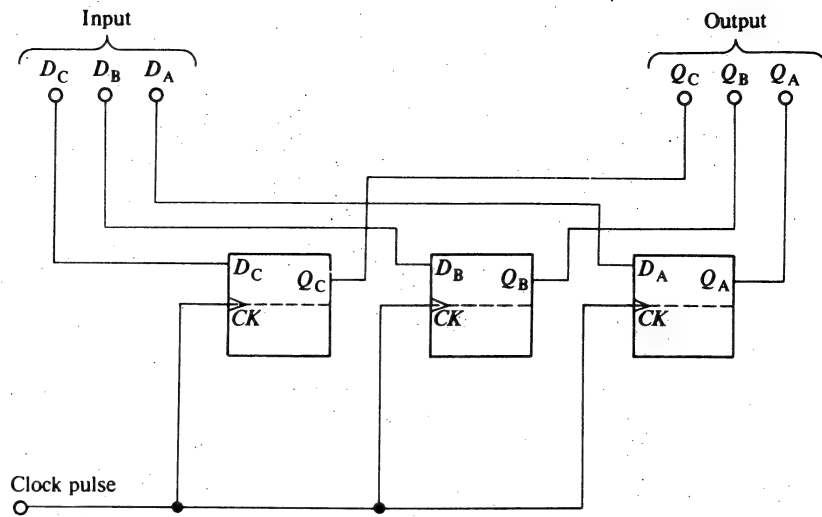 Input
Output
D_C D_B D_A
Q_C Q_B Q_A
D_C Q_C
D_B Q_B
D_A Q_A
CK
CK
CK
Clock pulse